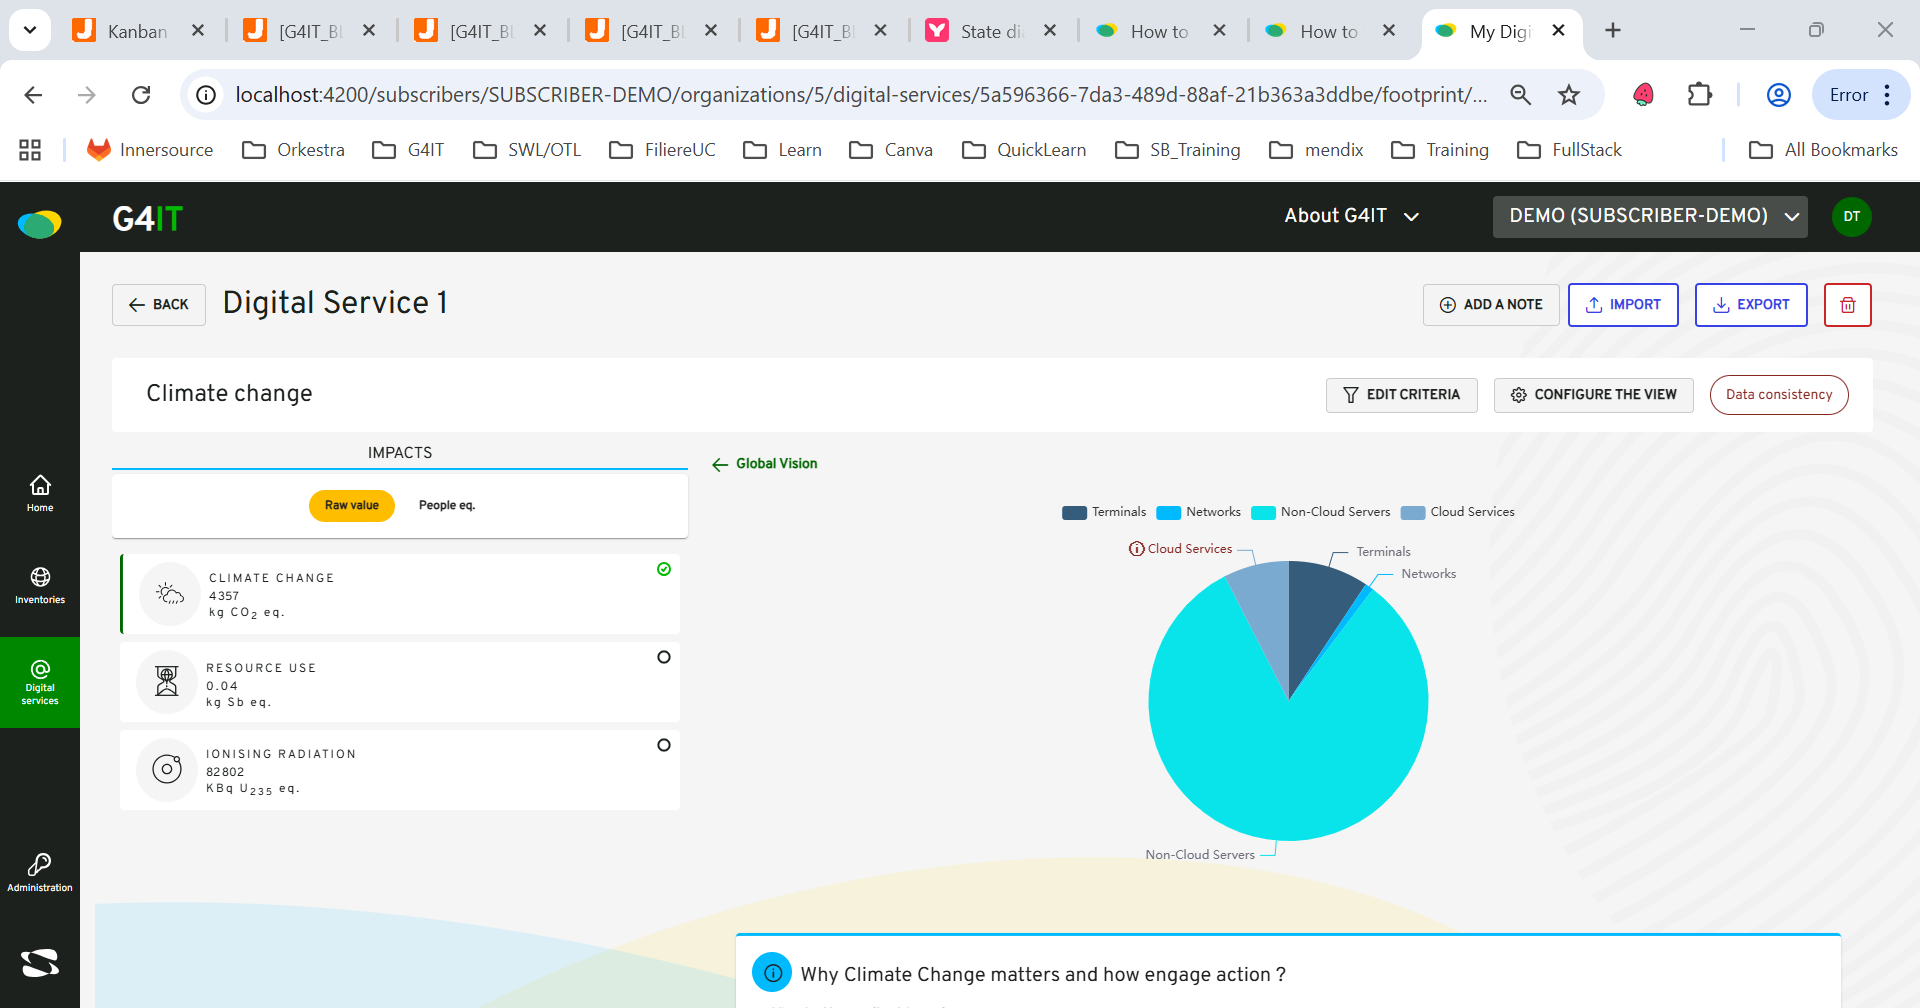 Kanban
[G4IT_BL
[G4IT_BL
[G4IT_B
[G4IT_B
State di
How to
How to
My Digi
localhost:4200/subscribers/SUBSCRIBER-DEMO/organizations/5/digital-services/5a596366-7da3-489d-88af-21b363a3ddbe/footprint/...
Error
Innersource
Orkestra
G4IT
SWL/OTL
FiliereUC
Learn
Canva
QuickLearn
SB_Training
mendix
Training
FullStack
All Bookmarks
G4IT
About G4IT
DEMO (SUBSCRIBER-DEMO)
DT
BACK
Digital Service 1
ADD A NOTE
IMPORT
EXPORT
Climate change
EDIT CRITERIA
CONFIGURE THE VIEW
Data consistency
IMPACTS
Global Vision
Raw value
People eq.
Home
Inventories
Digital
services
Administration
CLIMATE CHANGE
4357
kg CO2 eq.
RESOURCE USE
0.04
kg Sb eq.
IONISING RADIATION
82802
KBq U235 eq.
Terminals
Networks
Non-Cloud Servers
Cloud Services
Cloud Services
Terminals
Networks
Non-Cloud Servers
Why Climate Change matters and how engage action ?